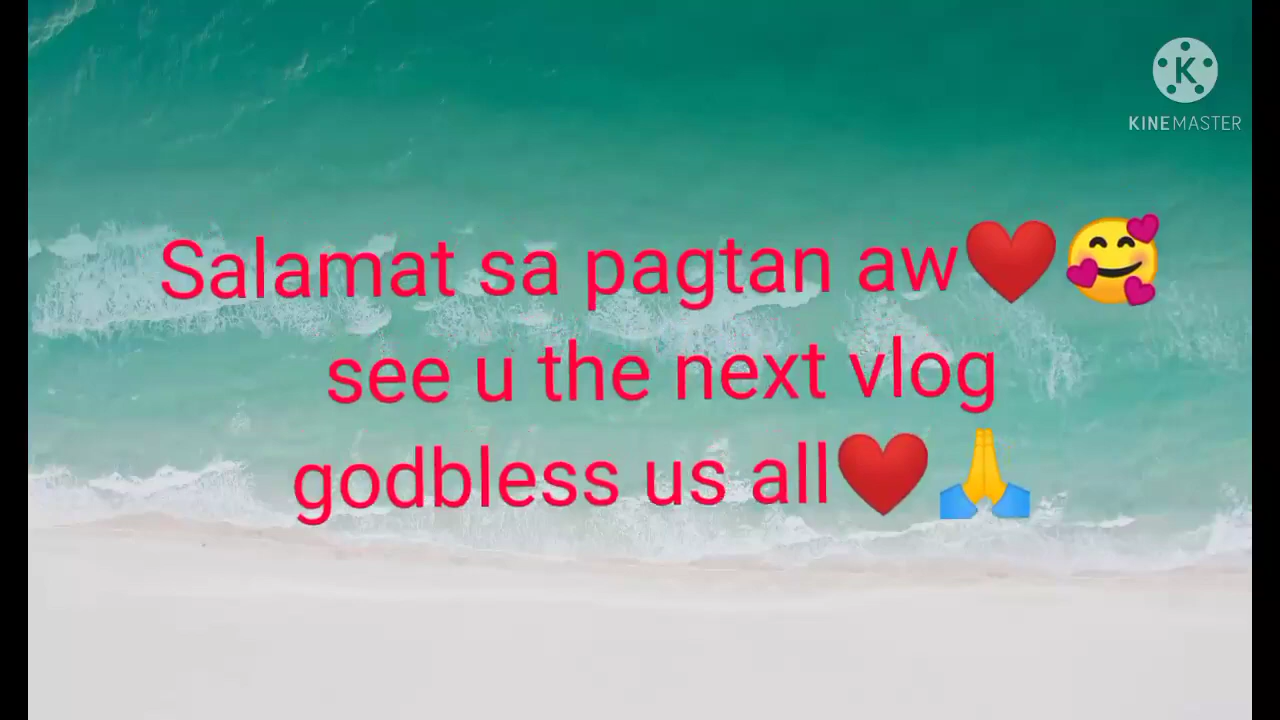 KINEMASTER
Salamat sa pagtan aw❤️🥰
see u the next vlog
godbless us all❤️🙏